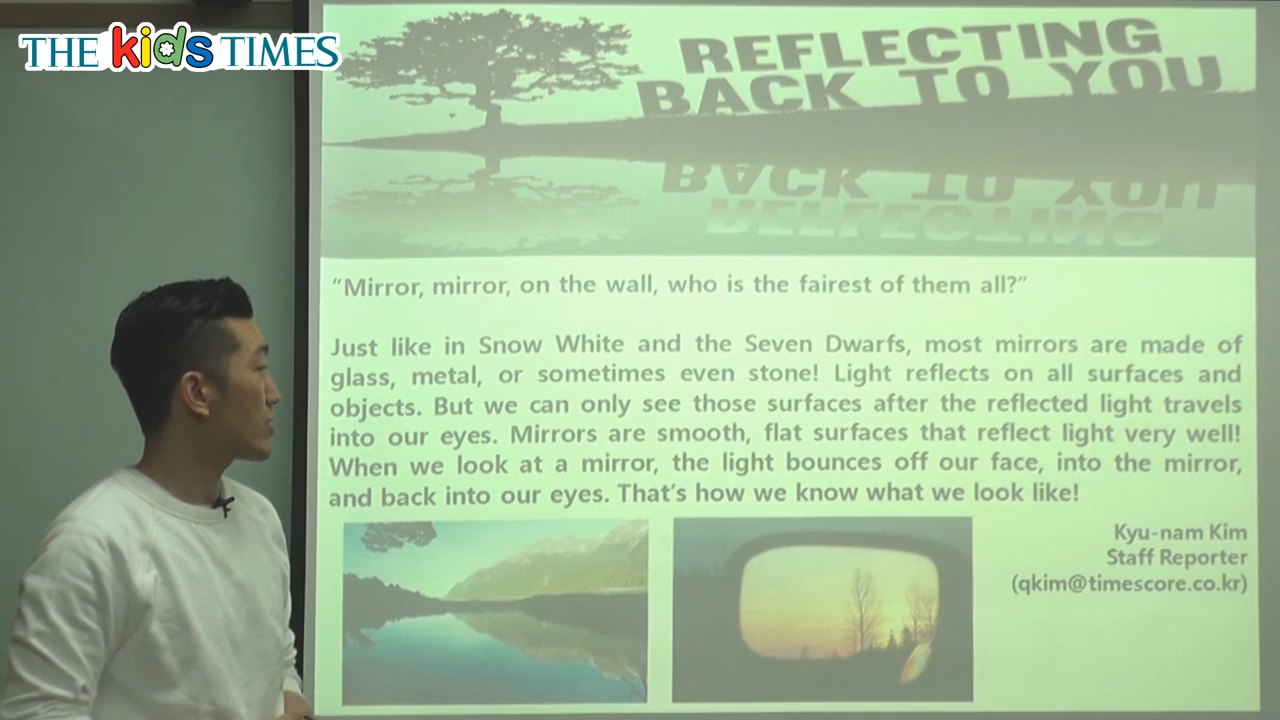 THE kids TIMES
REFLECTING
BACK TO YOU
BACK TO YOU
REFLECTING
“Mirror, mirror, on the wall, who is the fairest of them all?”
Just like in Snow White and the Seven Dwarfs, most mirrors are made of
glass, metal, or sometimes even stone! Light reflects on all surfaces and
objects. But we can only see those surfaces after the reflected light travels
into our eyes. Mirrors are smooth, flat surfaces that reflect light very well!
When we look at a mirror, the light bounces off our face, into the mirror,
and back into our eyes. That’s how we know what we look like!
Kyu-nam Kim
Staff Reporter
(qkim@timescore.co.kr)